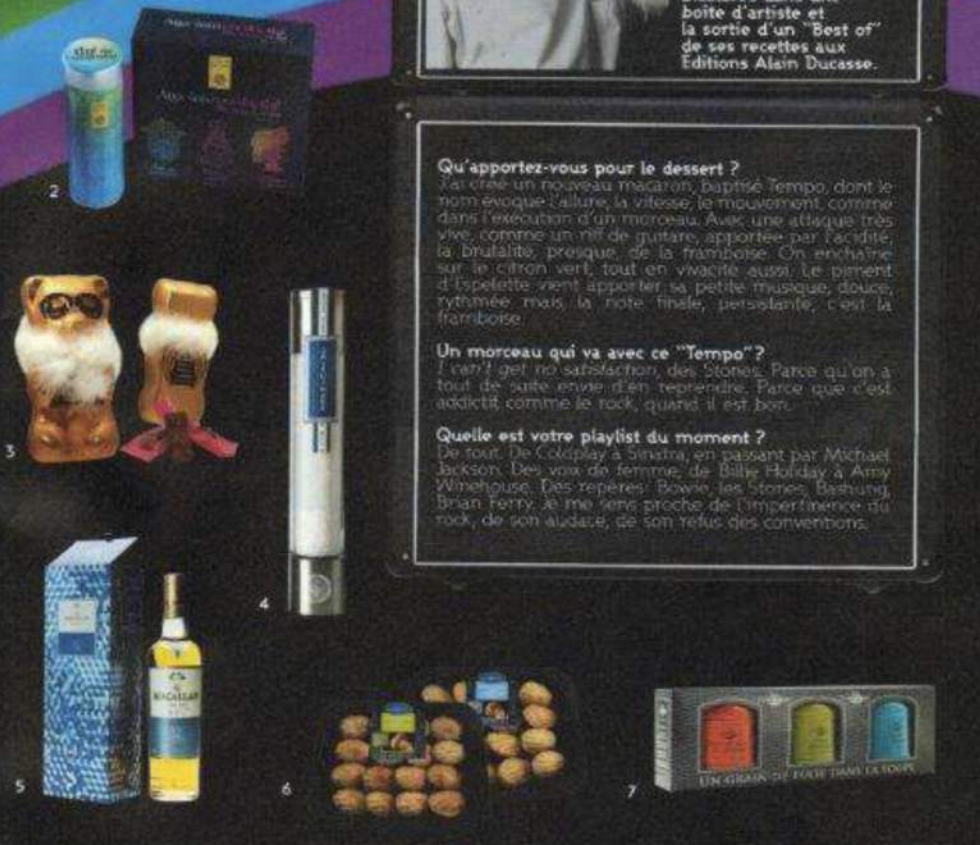 boîte d'artiste et
la sortie d'un "Best of"
de ses recettes aux
Editions Alain Ducasse.
2
Qu'apportez-vous pour le dessert ?
J'ai créé un nouveau macaron, baptisé Tempo, dont le
nom évoque l'allure, la vitesse, le mouvement, comme
dans l'exécution d'un morceau. Avec une attaque très
vive, comme un riff de guitare, apportée par l'acidité,
la brutalité, presque, de la framboise. On enchaîne
sur le citron vert, tout en vivacité aussi. Le piment
d'Espelette vient apporter sa petite musique, douce,
rythmée mais la note finale, persistante, c'est la
framboise.
Un morceau qui va avec ce "Tempo"?
I can't get no satisfaction, des Stones. Parce qu'on a
tout de suite envie d'en reprendre. Parce que c'est
addictif comme le rock, quand il est bon.
Quelle est votre playlist du moment ?
De tout. De Coldplay à Sinatra, en passant par Michael
Jackson. Des voix de femme, de Billie Holiday à Amy
Winehouse. Des repères: Bowie, les Stones, Bashung,
Brian Ferry. Je me sens proche de l'impertinence du
rock, de son audace, de son refus des conventions.
3
4
MACALLAN
5
6
7
UN GRAIN DE FOLIE DANS LA